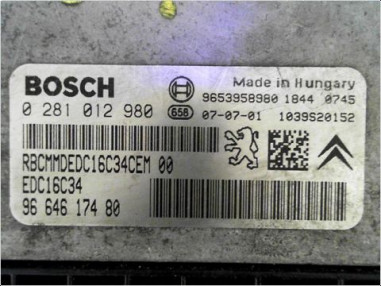 BOSCH
Made in Hungary
9653958980 1844 0745
0 281 012 980
658 07-07-01 1039S20152
RBCMMDEDC16C34CEM 00
EDC16C34
96 646 174 80